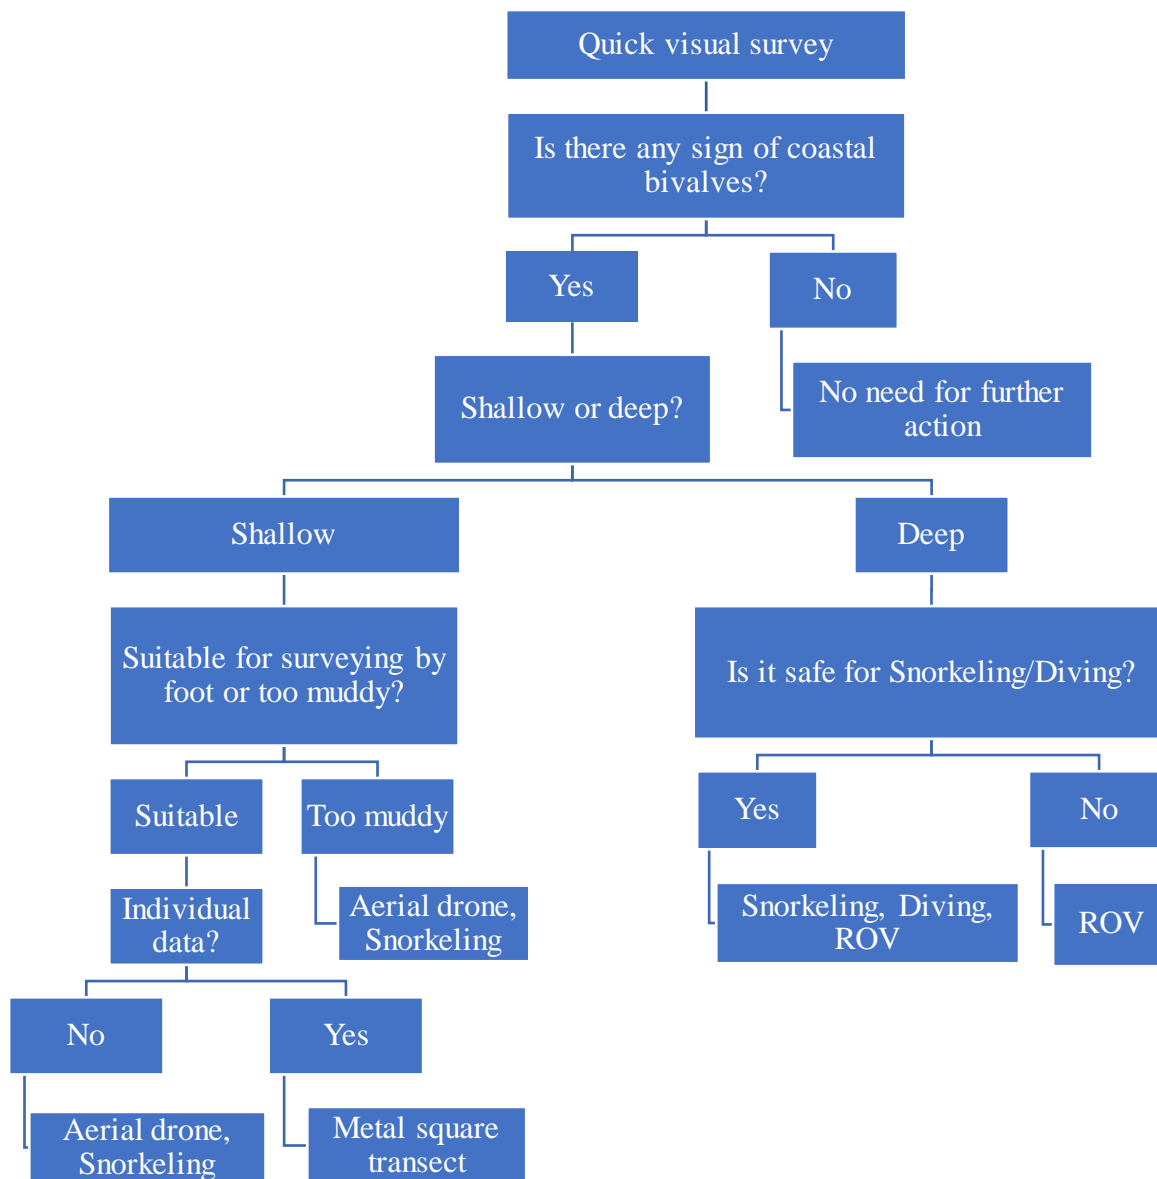 Quick visual survey
Is there any sign of coastal
bivalves?
Yes
No
Shallow or deep?
No need for further
action
Shallow
Deep
Suitable for surveying by
foot or too muddy?
Is it safe for Snorkeling/Diving?
Suitable
Too muddy
Yes
No
Individual
data?
Aerial drone,
Snorkeling
Snorkeling, Diving,
ROV
ROV
No
Yes
Aerial drone,
Snorkeling
Metal square
transect